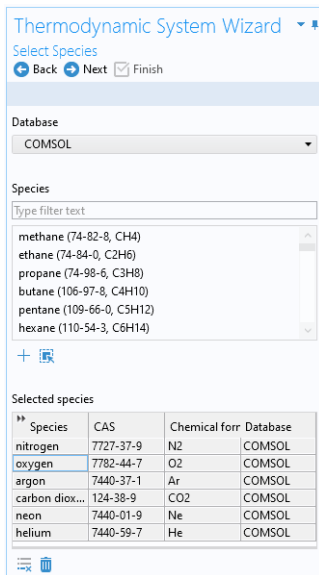 Thermodynamic System Wizard
Select Species
Back Next Finish
Database
COMSOL
Species
Type filter text
methane (74-82-8, CH4)
ethane (74-84-0, C2H6)
propane (74-98-6, C3H8)
butane (106-97-8, C4H10)
pentane (109-66-0, C5H12)
hexane (110-54-3, C6H14)
Selected species
Species CAS Chemical forr Database
nitrogen 7727-37-9 N2 COMSOL
oxygen 7782-44-7 O2 COMSOL
argon 7440-37-1 Ar COMSOL
carbon diox... 124-38-9 CO2 COMSOL
neon 7440-01-9 Ne COMSOL
helium 7440-59-7 He COMSOL